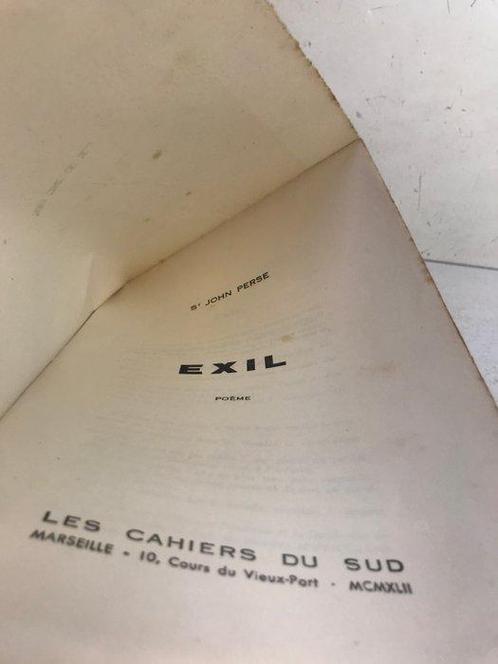 St JOHN PERSE
EXIL
POÈME
LES CAHIERS DU SUD
MARSEILLE - 10, Cours du Vieux-Port - MCMXLII